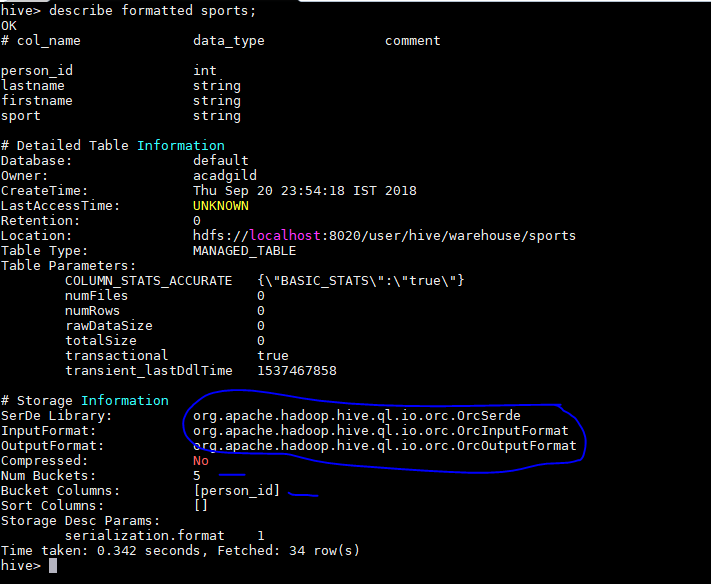 hive> describe formatted sports;
OK
# col_name data_type comment
person_id int
lastname string
firstname string
sport string
# Detailed Table Information
Database: default
Owner: acadgild
CreateTime: Thu Sep 20 23:54:18 IST 2018
LastAccessTime: UNKNOWN
Retention: 0
Location: hdfs://localhost:8020/user/hive/warehouse/sports
Table Type: MANAGED_TABLE
Table Parameters:
COLUMN_STATS_ACCURATE {\"BASIC_STATS\":\"true\"}
numFiles 0
numRows 0
rawDataSize 0
totalSize 0
transactional true
transient_lastDdlTime 1537467858
# Storage Information
SerDe Library: org.apache.hadoop.hive.ql.io.orc.OrcSerde
InputFormat: org.apache.hadoop.hive.ql.io.orc.OrcInputFormat
OutputFormat: org.apache.hadoop.hive.ql.io.orc.OrcOutputFormat
Compressed: No
Num Buckets: 5
Bucket Columns: [person_id]
Sort Columns: []
Storage Desc Params:
serialization.format 1
Time taken: 0.342 seconds, Fetched: 34 row(s)
hive>